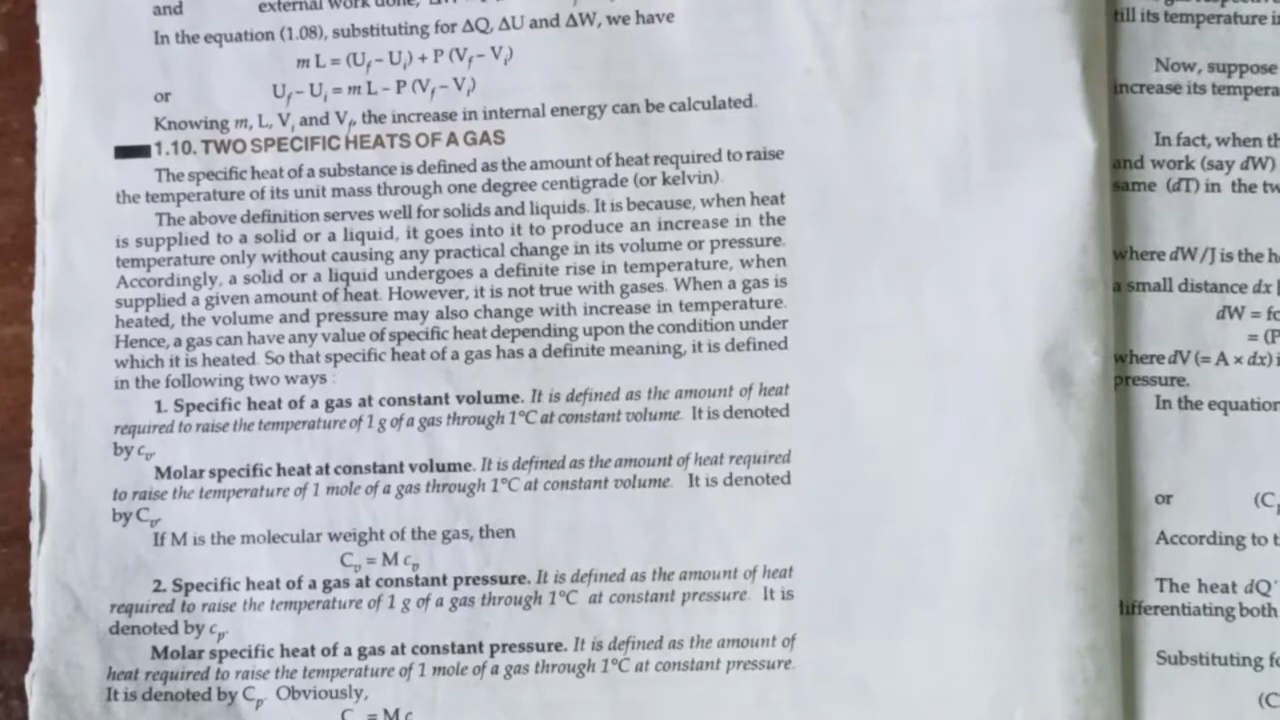 and external work done,
In the equation (1.08), substituting for ΔQ, ΔU and ΔW, we have
m L = (U_f – U_i) + P (V_f – V_i)
or U_f – U_i = m L – P (V_f – V_i)
Knowing m, L, V_i and V_f, the increase in internal energy can be calculated.
1.10. TWO SPECIFIC HEATS OF A GAS
The specific heat of a substance is defined as the amount of heat required to raise
the temperature of its unit mass through one degree centigrade (or kelvin).
The above definition serves well for solids and liquids. It is because, when heat
is supplied to a solid or a liquid, it goes into it to produce an increase in the
temperature only without causing any practical change in its volume or pressure.
Accordingly, a solid or a liquid undergoes a definite rise in temperature, when
supplied a given amount of heat. However, it is not true with gases. When a gas is
heated, the volume and pressure may also change with increase in temperature.
Hence, a gas can have any value of specific heat depending upon the condition under
which it is heated. So that specific heat of a gas has a definite meaning, it is defined
in the following two ways :
1. Specific heat of a gas at constant volume. It is defined as the amount of heat
required to raise the temperature of 1 g of a gas through 1°C at constant volume. It is denoted
by c_v.
Molar specific heat at constant volume. It is defined as the amount of heat required
to raise the temperature of 1 mole of a gas through 1°C at constant volume. It is denoted
by C_v.
If M is the molecular weight of the gas, then
C_v = M c_v
2. Specific heat of a gas at constant pressure. It is defined as the amount of heat
required to raise the temperature of 1 g of a gas through 1°C at constant pressure. It is
denoted by c_p.
Molar specific heat of a gas at constant pressure. It is defined as the amount of
heat required to raise the temperature of 1 mole of a gas through 1°C at constant pressure.
It is denoted by C_p. Obviously,
C = M c
till its temperature
Now, suppose
increase its tempera
In fact, when th
and work (say dW)
same (dT) in the tw
where dW/J is the h
a small distance dx
dW = fo
= (P
where dV (= A × dx) i
pressure.
In the equation
or (C
According to t
The heat dQ'
differentiating both
Substituting fo
(C